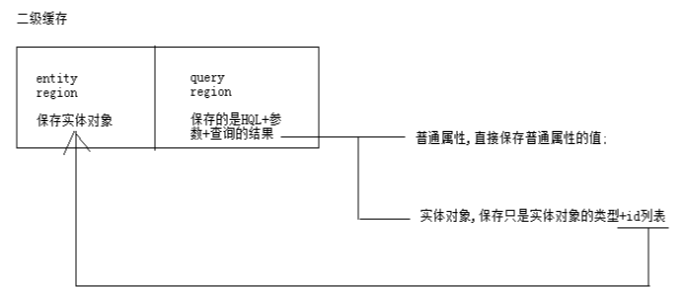 二级缓存
entity
region
保存实体对象
query
region
保存的是HQL+参
数+查询的结果
普通属性,直接保存普通属性的值;
实体对象,保存只是实体对象的类型+id列表